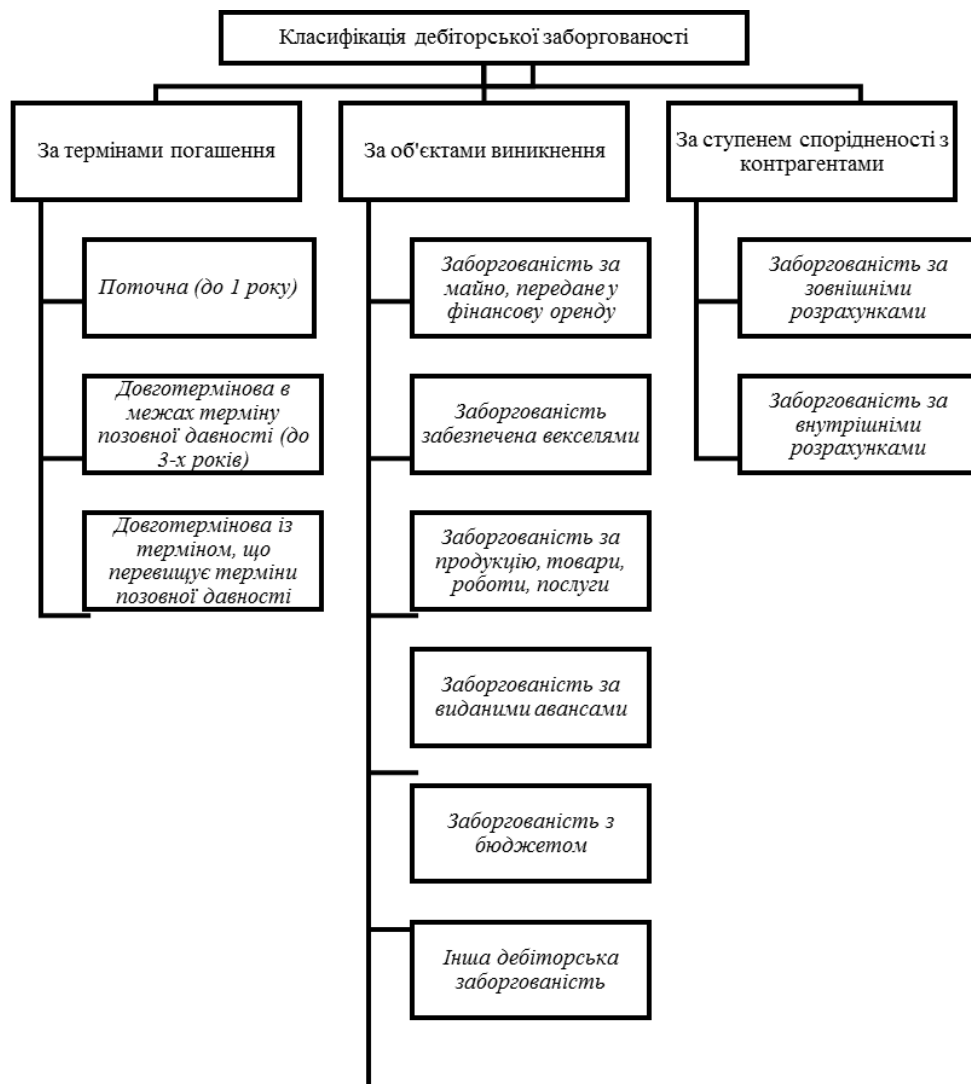 Класифікація дебіторської заборгованості
За термінами погашення
Поточна (до 1 року)
Довготермінова в
межах терміну
позовної давності (до
3-х років)
Довготермінова із
терміном, що
перевищує терміни
позовної давності
За об'єктами виникнення
Заборгованість за
майно, передане у
фінансову оренду
Заборгованість
забезпечена векселями
Заборгованість за
продукцію, товари,
роботи, послуги
Заборгованість за
виданими авансами
Заборгованість з
бюджетом
Інша дебіторська
заборгованість
За ступенем спорідненості з
контрагентами
Заборгованість за
зовнішніми
розрахунками
Заборгованість за
внутрішніми
розрахунками